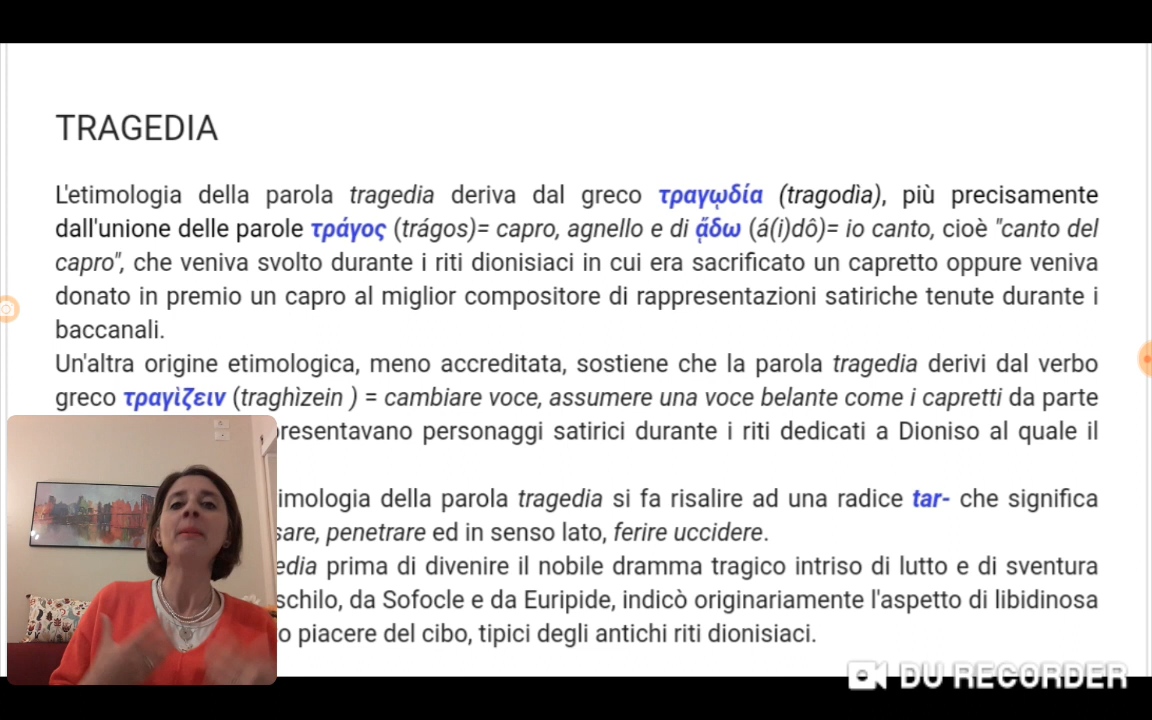 TRAGEDIA
L'etimologia della parola tragedia deriva dal greco τραγῳδία (tragodìa), più precisamente
dall'unione delle parole τράγος (trágos)= capro, agnello e di ᾄδω (á(i)dô)= io canto, cioè "canto del
capro", che veniva svolto durante i riti dionisiaci in cui era sacrificato un capretto oppure veniva
donato in premio un capro al miglior compositore di rappresentazioni satiriche tenute durante i
baccanali.
Un'altra origine etimologica, meno accreditata, sostiene che la parola tragedia derivi dal verbo
greco τραγὶζειν (traghìzein ) = cambiare voce, assumere una voce belante come i capretti da parte
presentavano personaggi satirici durante i riti dedicati a Dioniso al quale il
imologia della parola tragedia si fa risalire ad una radice tar- che significa
sare, penetrare ed in senso lato, ferire uccidere.
edia prima di divenire il nobile dramma tragico intriso di lutto e di sventura
schilo, da Sofocle e da Euripide, indicò originariamente l'aspetto di libidinosa
o piacere del cibo, tipici degli antichi riti dionisiaci.
DU RECORDER